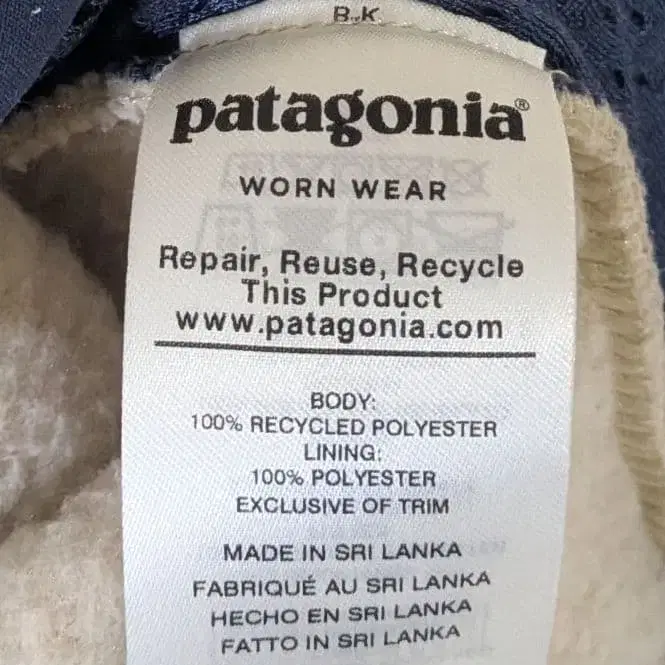 B.K
patagonia®
WORN WEAR
Repair, Reuse, Recycle
This Product
www.patagonia.com
BODY:
100% RECYCLED POLYESTER
LINING:
100% POLYESTER
EXCLUSIVE OF TRIM
MADE IN SRI LANKA
FABRIQUÉ AU SRI LANKA
HECHO EN SRI LANKA
FATTO IN SRI LANKA